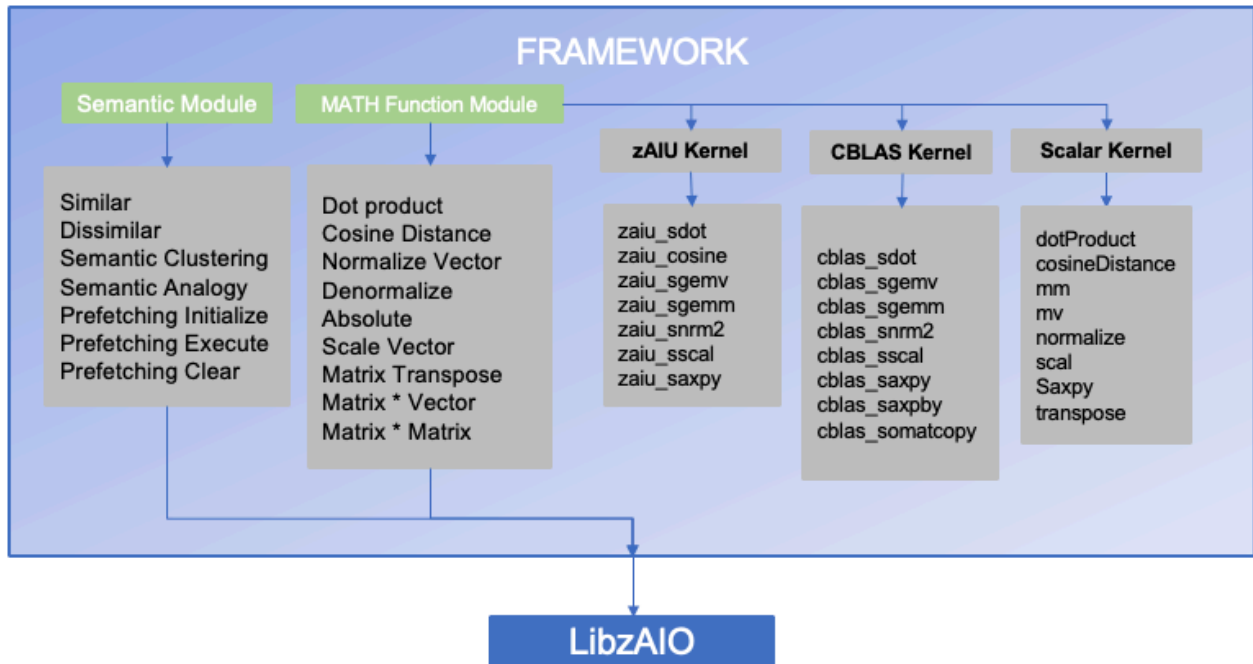 FRAMEWORK
Semantic Module
Similar
Dissimilar
Semantic Clustering
Semantic Analogy
Prefetching Initialize
Prefetching Execute
Prefetching Clear
MATH Function Module
Dot product
Cosine Distance
Normalize Vector
Denormalize
Absolute
Scale Vector
Matrix Transpose
Matrix * Vector
Matrix * Matrix
zAIU Kernel
zaiu_sdot
zaiu_cosine
zaiu_sgemv
zaiu_sgemm
zaiu_snrm2
zaiu_sscal
zaiu_saxpy
CBLAS Kernel
cblas_sdot
cblas_sgemv
cblas_sgemm
cblas_snrm2
cblas_sscal
cblas_saxpy
cblas_saxpby
cblas_somatcopy
Scalar Kernel
dotProduct
cosineDistance
mm
mv
normalize
scal
Saxpy
transpose
LibzAIO